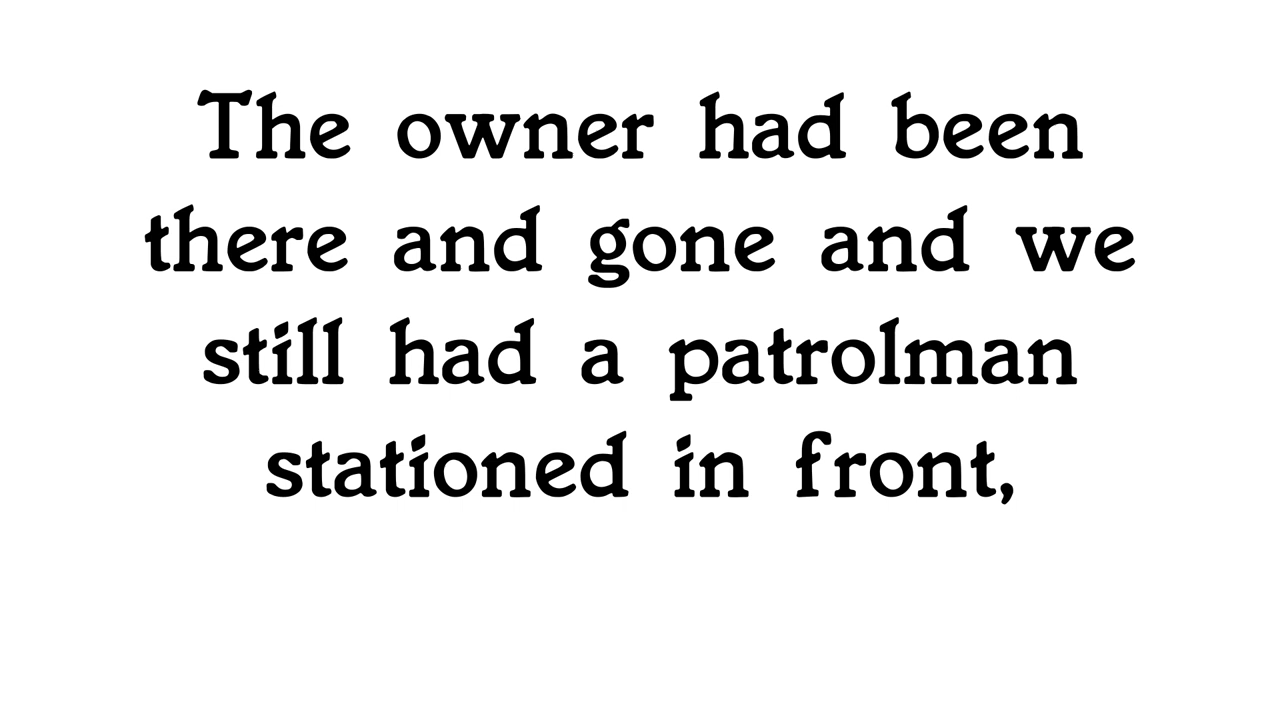 The owner had been
there and gone and we
still had a patrolman
stationed in front,